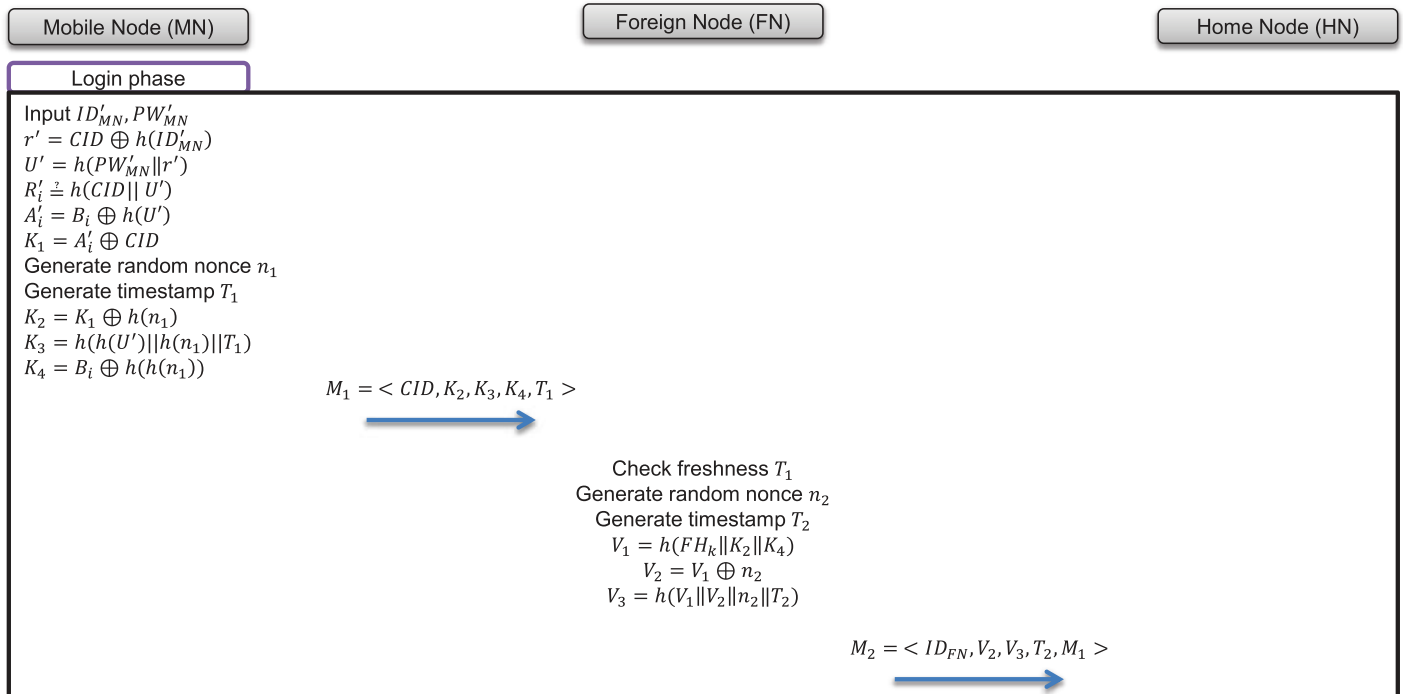 Mobile Node (MN)
Foreign Node (FN)
Home Node (HN)
Login phase
Input ID′_MN, PW′_MN
r′ = CID ⊕ h(ID′_MN)
U′ = h(PW′_MN‖r′)
R′_i ≟ h(CID|| U′)
A′_i = B_i ⊕ h(U′)
K_1 = A′_i ⊕ CID
Generate random nonce n_1
Generate timestamp T_1
K_2 = K_1 ⊕ h(n_1)
K_3 = h(h(U′)||h(n_1)||T_1)
K_4 = B_i ⊕ h(h(n_1))
M_1 = < CID, K_2, K_3, K_4, T_1 >
Check freshness T_1
Generate random nonce n_2
Generate timestamp T_2
V_1 = h(FH_k‖K_2‖K_4)
V_2 = V_1 ⊕ n_2
V_3 = h(V_1‖V_2‖n_2‖T_2)
M_2 = < ID_FN, V_2, V_3, T_2, M_1 >